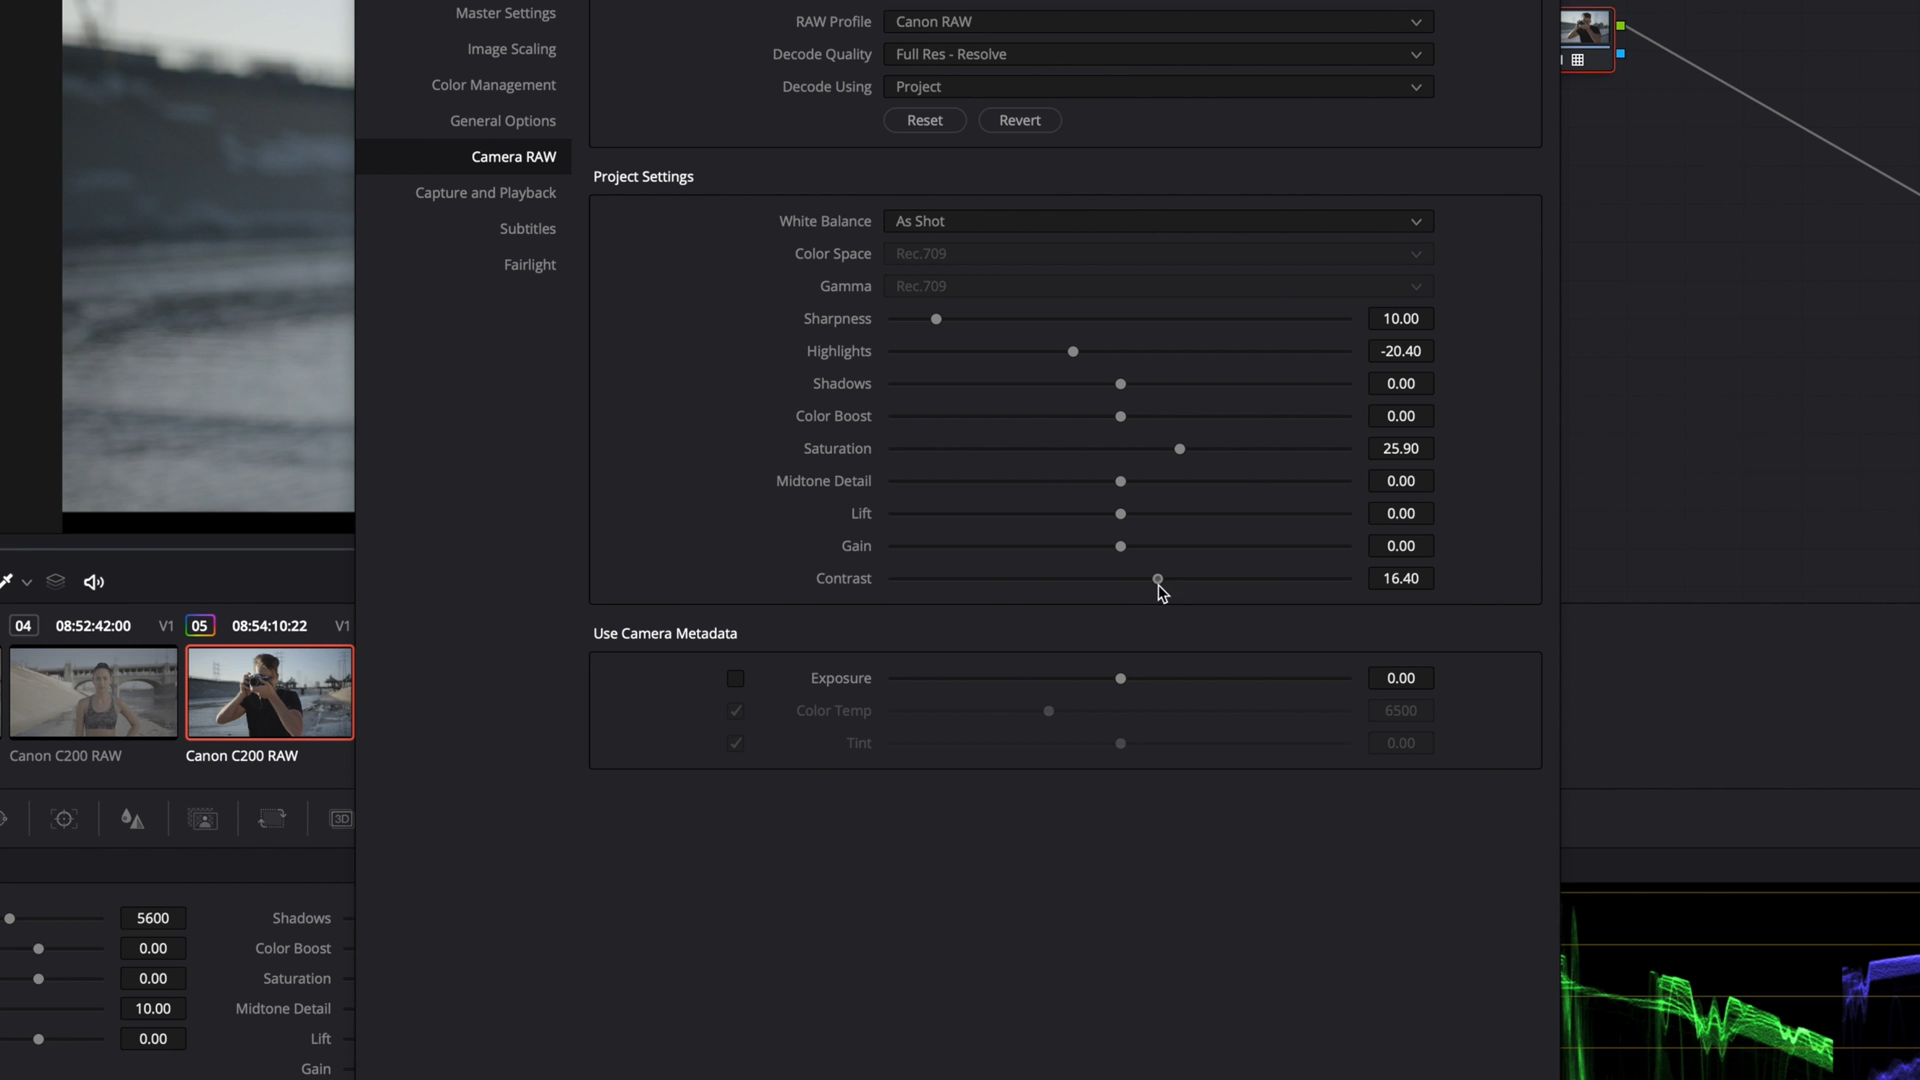 Master Settings
Image Scaling
Color Management
General Options
Camera RAW
Capture and Playback
Subtitles
Fairlight
RAW Profile Canon RAW
Decode Quality Full Res - Resolve
Decode Using Project
Reset Revert
Project Settings
White Balance As Shot
Color Space Rec.709
Gamma Rec.709
Sharpness 10.00
Highlights -20.40
Shadows 0.00
Color Boost 0.00
Saturation 25.90
Midtone Detail 0.00
Lift 0.00
Gain 0.00
Contrast 16.40
Use Camera Metadata
Exposure 0.00
Color Temp 6500
Tint 0.00
04 08:52:42:00 V1 05 08:54:10:22 V1
Canon C200 RAW Canon C200 RAW
3D
5600 Shadows
0.00 Color Boost
0.00 Saturation
10.00 Midtone Detail
0.00 Lift
Gain